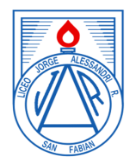 LICEO JORGE ALESSANDRI R.
JAR
SAN FABIAN